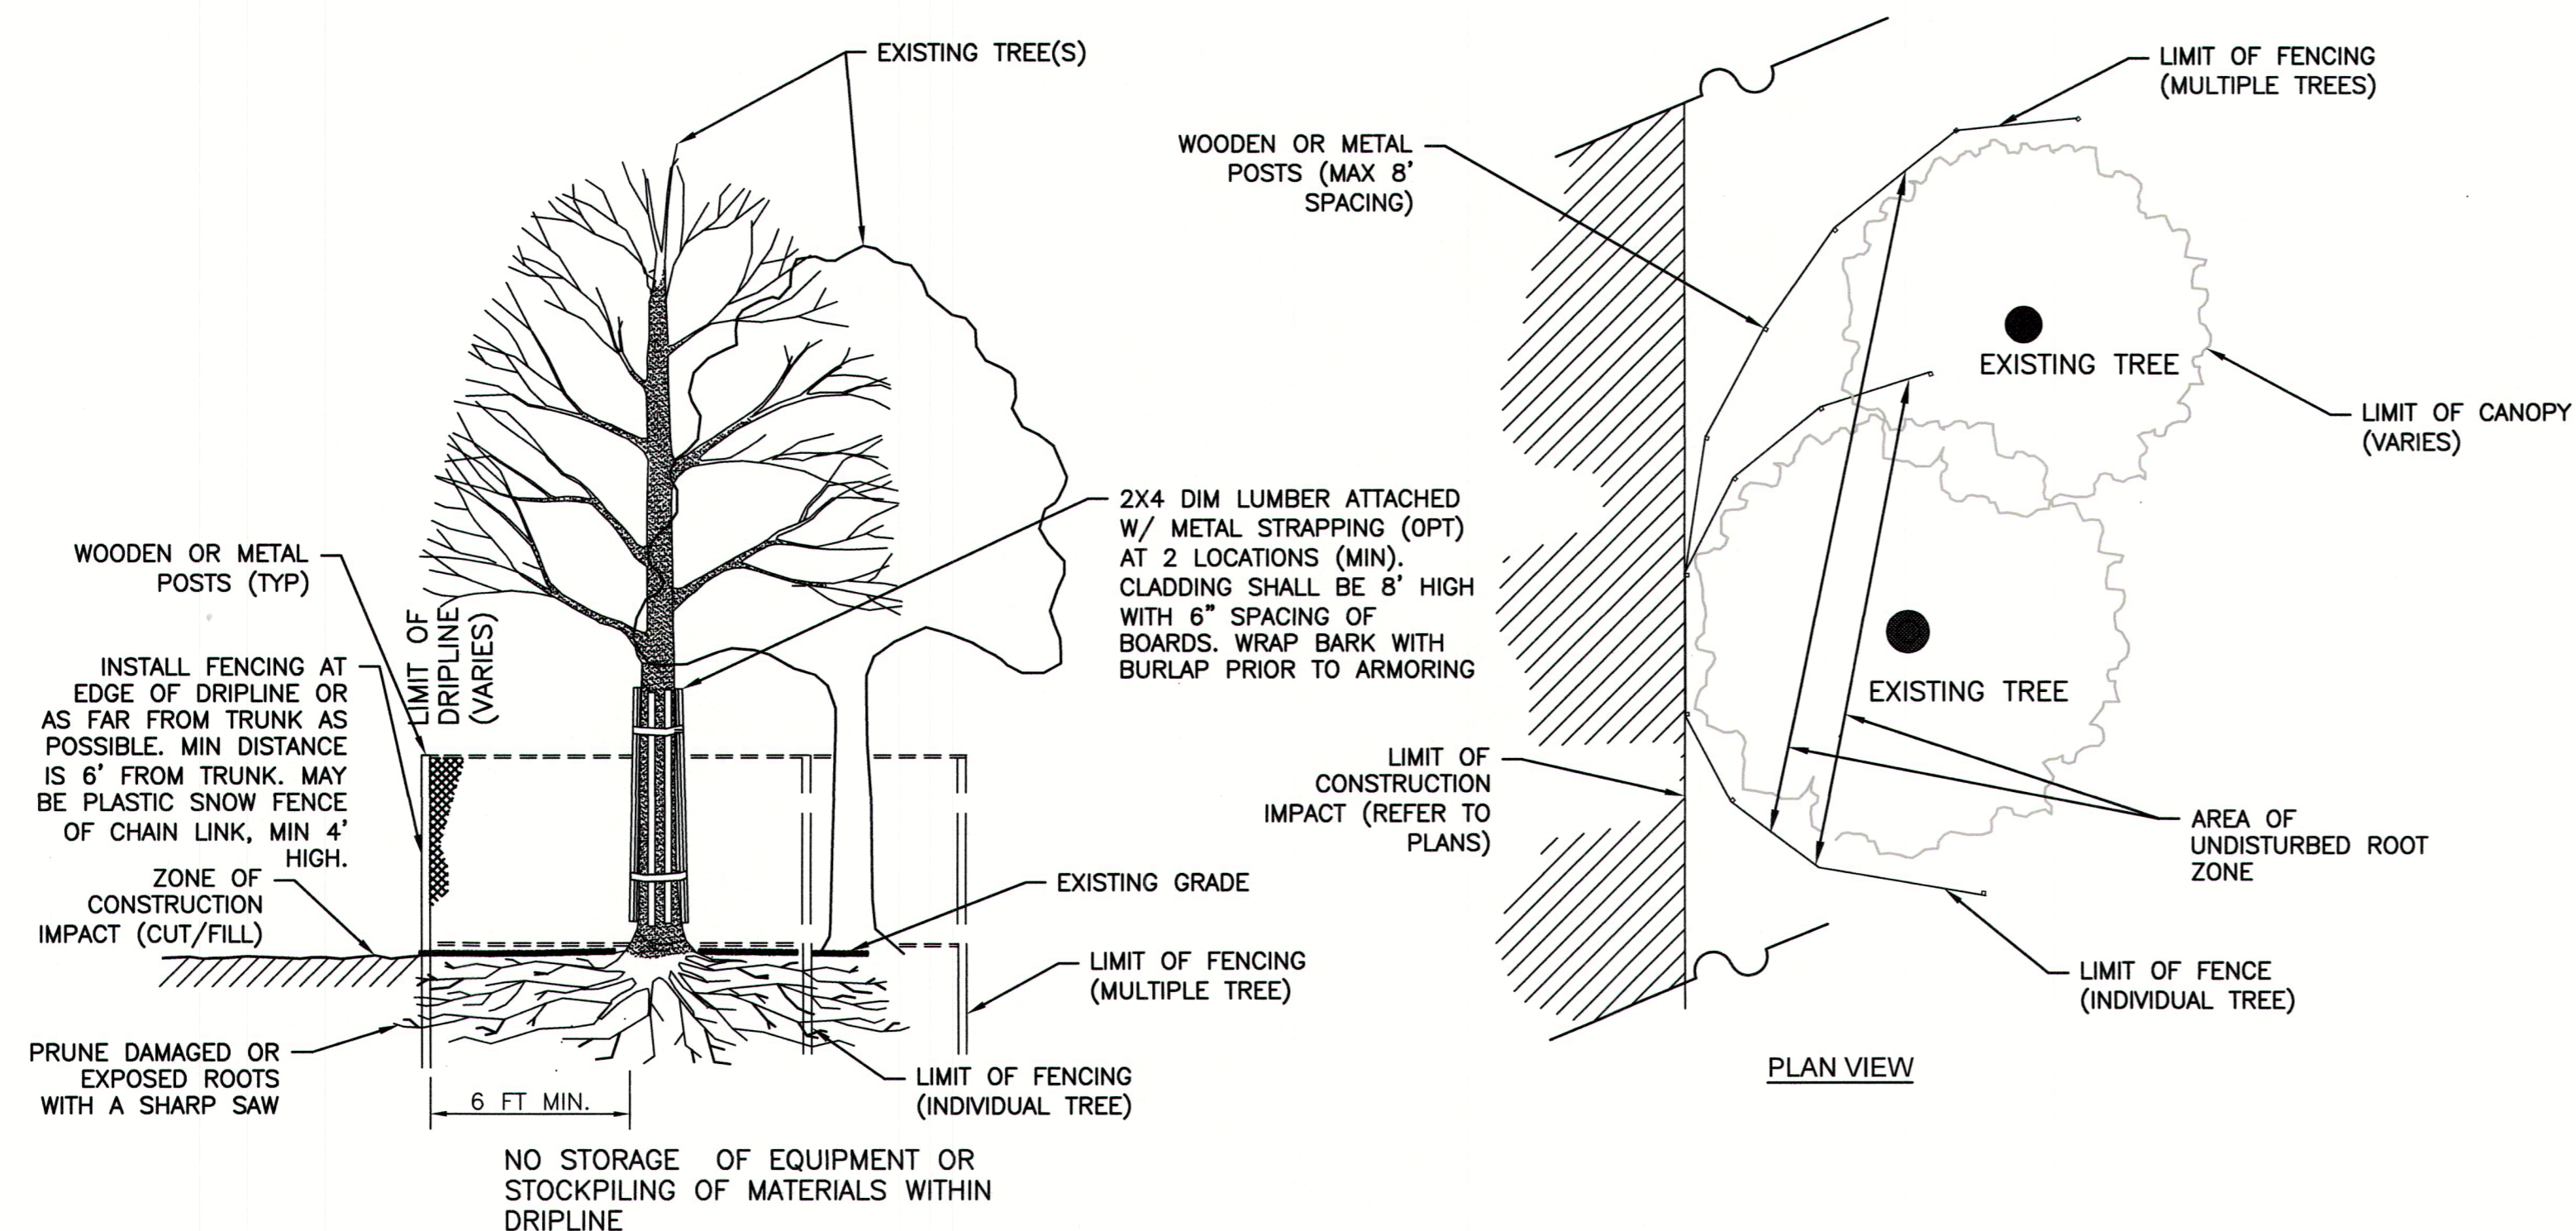 EXISTING TREE(S)
WOODEN OR METAL
POSTS (TYP)
LIMIT OF
DRIPLINE
(VARIES)
INSTALL FENCING AT
EDGE OF DRIPLINE OR
AS FAR FROM TRUNK AS
POSSIBLE. MIN DISTANCE
IS 6' FROM TRUNK. MAY
BE PLASTIC SNOW FENCE
OF CHAIN LINK, MIN 4'
HIGH.
ZONE OF
CONSTRUCTION
IMPACT (CUT/FILL)
PRUNE DAMAGED OR
EXPOSED ROOTS
WITH A SHARP SAW
6 FT MIN.
NO STORAGE OF EQUIPMENT OR
STOCKPILING OF MATERIALS WITHIN
DRIPLINE
2X4 DIM LUMBER ATTACHED
W/ METAL STRAPPING (OPT)
AT 2 LOCATIONS (MIN).
CLADDING SHALL BE 8' HIGH
WITH 6" SPACING OF
BOARDS. WRAP BARK WITH
BURLAP PRIOR TO ARMORING
EXISTING GRADE
LIMIT OF FENCING
(MULTIPLE TREE)
LIMIT OF FENCING
(INDIVIDUAL TREE)
WOODEN OR METAL
POSTS (MAX 8'
SPACING)
LIMIT OF FENCING
(MULTIPLE TREES)
EXISTING TREE
LIMIT OF CANOPY
(VARIES)
EXISTING TREE
LIMIT OF
CONSTRUCTION
IMPACT (REFER TO
PLANS)
AREA OF
UNDISTURBED ROOT
ZONE
LIMIT OF FENCE
(INDIVIDUAL TREE)
PLAN VIEW